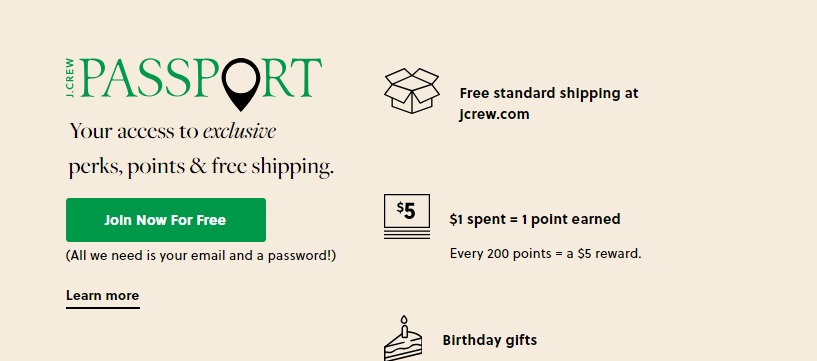 J.CREW PASSPORT
Your access to exclusive
perks, points & free shipping.
Join Now For Free
(All we need is your email and a password!)
Learn more
Free standard shipping at
jcrew.com
$5
$1 spent = 1 point earned
Every 200 points = a $5 reward.
Birthday gifts